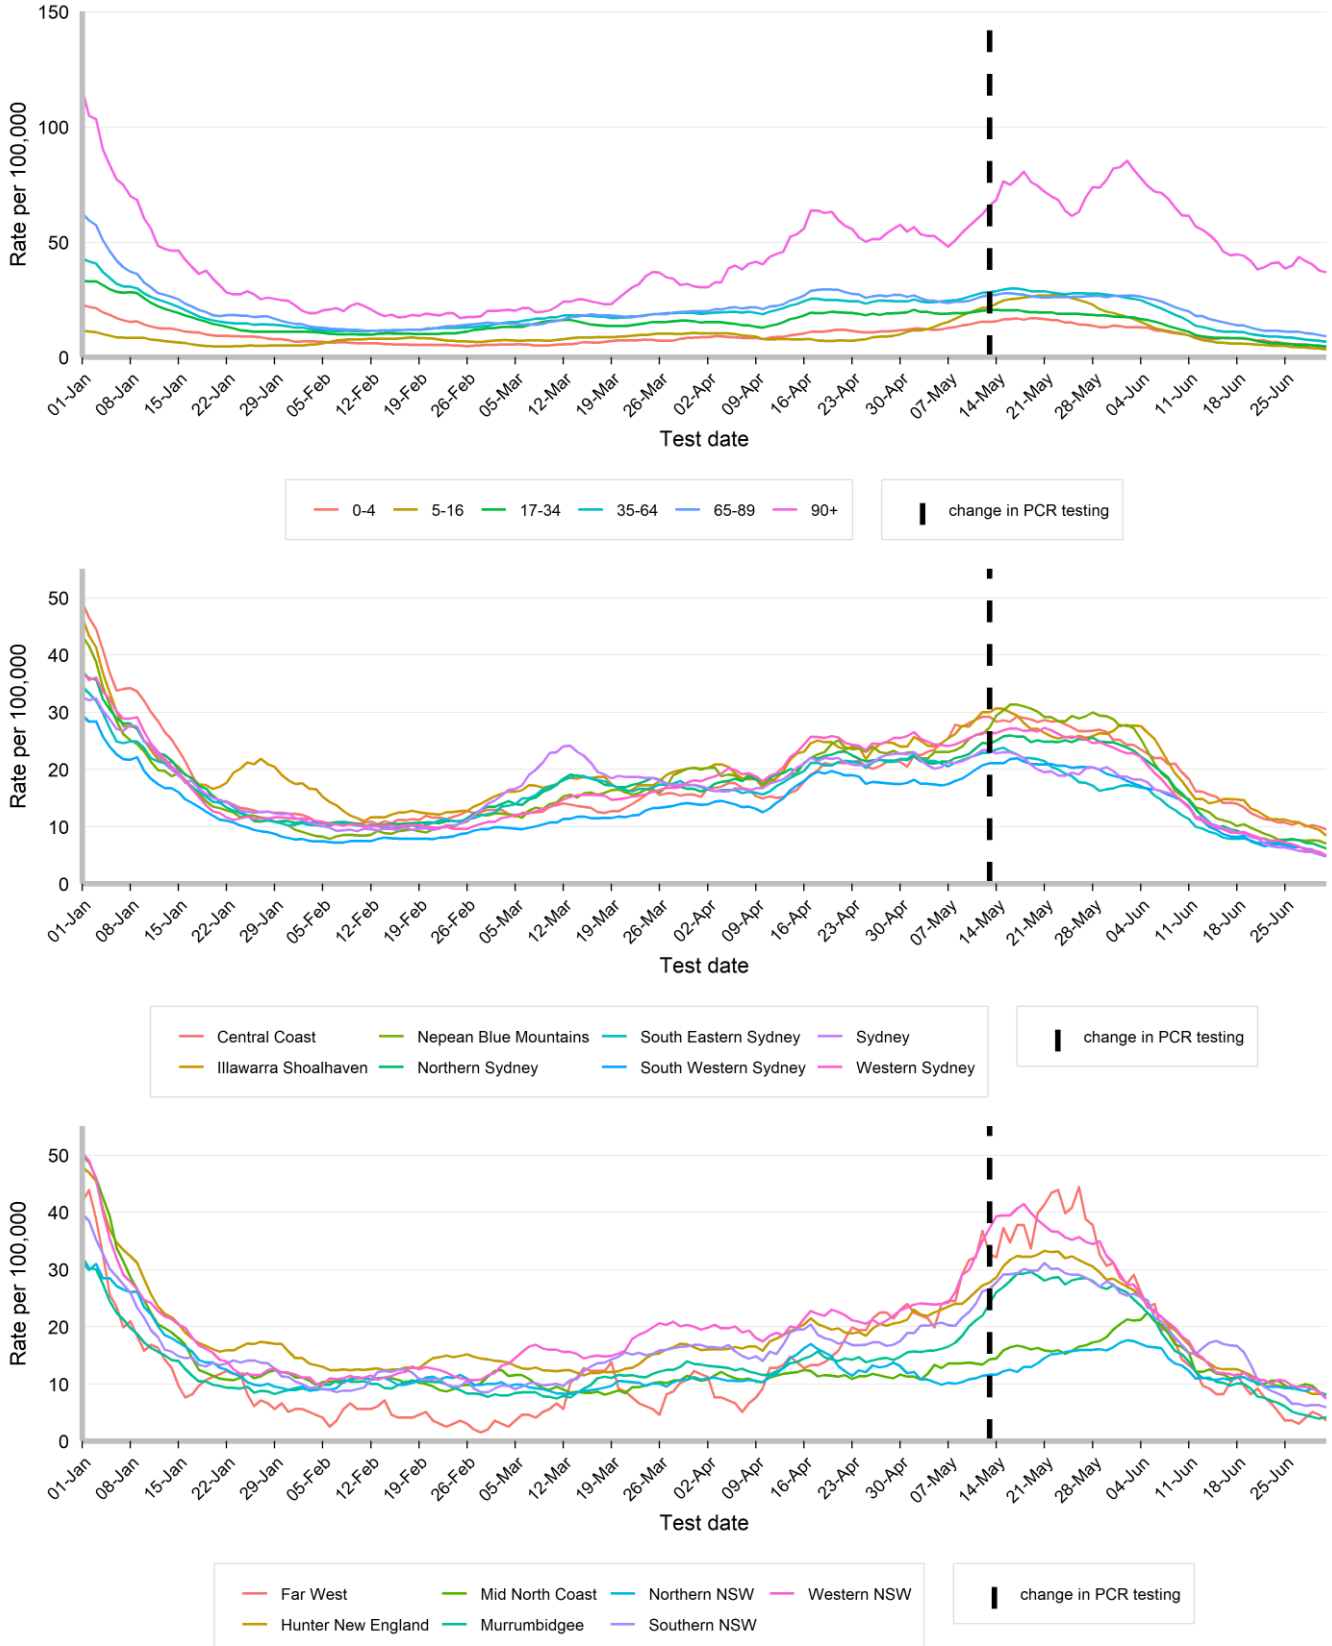 150
100
50
0
Rate per 100,000
01-Jan 08-Jan 15-Jan 22-Jan 29-Jan 05-Feb 12-Feb 19-Feb 26-Feb 05-Mar 12-Mar 19-Mar 26-Mar 02-Apr 09-Apr 16-Apr 23-Apr 30-Apr 07-May 14-May 21-May 28-May 04-Jun 11-Jun 18-Jun 25-Jun
Test date
0-4 5-16 17-34 35-64 65-89 90+ change in PCR testing
50
40
30
20
10
0
Rate per 100,000
01-Jan 08-Jan 15-Jan 22-Jan 29-Jan 05-Feb 12-Feb 19-Feb 26-Feb 05-Mar 12-Mar 19-Mar 26-Mar 02-Apr 09-Apr 16-Apr 23-Apr 30-Apr 07-May 14-May 21-May 28-May 04-Jun 11-Jun 18-Jun 25-Jun
Test date
Central Coast Nepean Blue Mountains South Eastern Sydney Sydney change in PCR testing
Illawarra Shoalhaven Northern Sydney South Western Sydney Western Sydney
50
40
30
20
10
0
Rate per 100,000
01-Jan 08-Jan 15-Jan 22-Jan 29-Jan 05-Feb 12-Feb 19-Feb 26-Feb 05-Mar 12-Mar 19-Mar 26-Mar 02-Apr 09-Apr 16-Apr 23-Apr 30-Apr 07-May 14-May 21-May 28-May 04-Jun 11-Jun 18-Jun 25-Jun
Test date
Far West Mid North Coast Northern NSW Western NSW change in PCR testing
Hunter New England Murrumbidgee Southern NSW